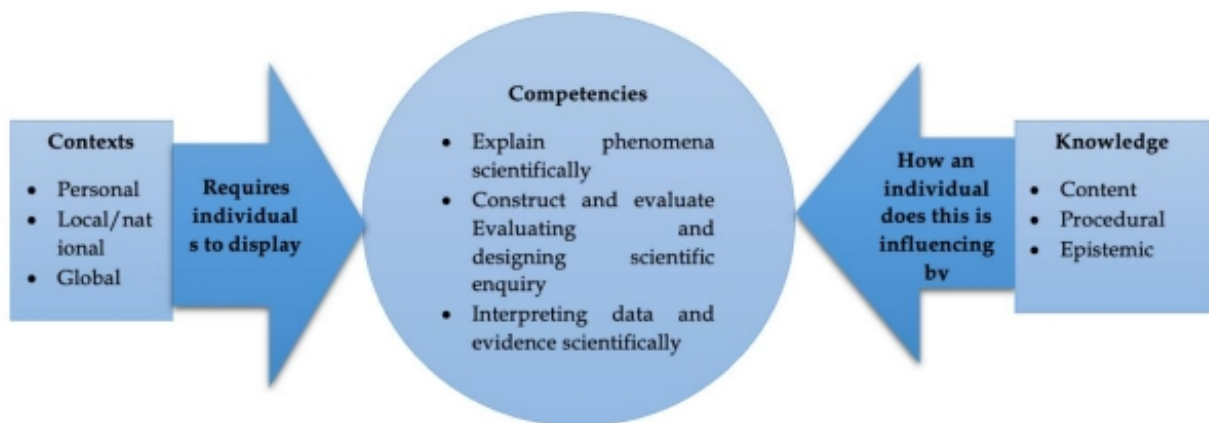 Contexts
• Personal
• Local/nat
ional
• Global
Requires
individual
s to display
Competencies
• Explain phenomena
scientifically
• Construct and evaluate
Evaluating and
designing scientific
enquiry
• Interpreting data and
evidence scientifically
How an
individual
does this is
influencing
by
Knowledge
• Content
• Procedural
• Epistemic